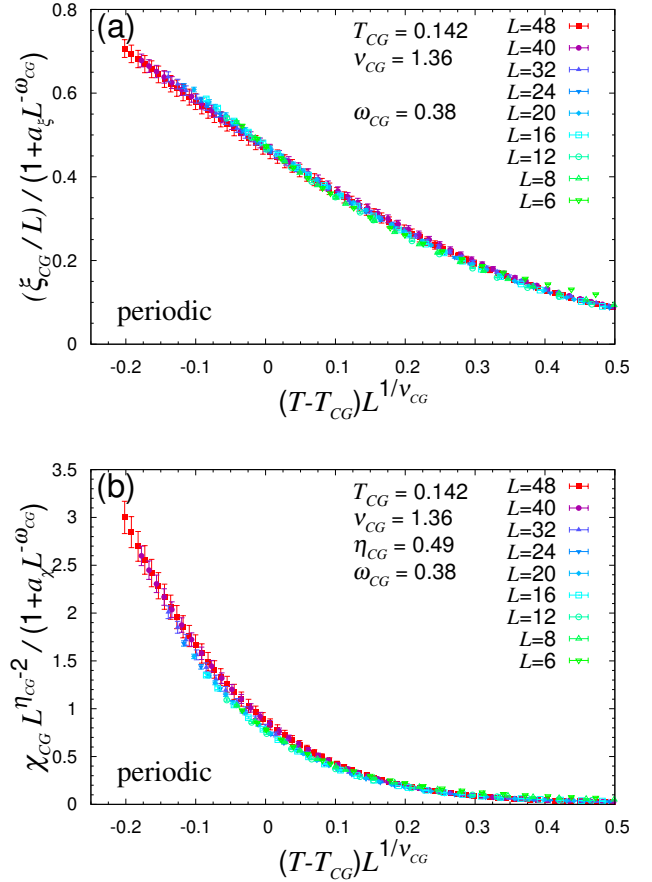 (a)
T_CG = 0.142
ν_CG = 1.36
ω_CG = 0.38
L=48
L=40
L=32
L=24
L=20
L=16
L=12
L=8
L=6
(ξ_CG / L) / (1+a_ξ L^-ω_CG)
0.8
0.6
0.4
0.2
0
periodic
-0.2 -0.1 0 0.1 0.2 0.3 0.4 0.5
(T-T_CG)L^1/ν_CG
(b)
T_CG = 0.142
ν_CG = 1.36
η_CG = 0.49
ω_CG = 0.38
L=48
L=40
L=32
L=24
L=20
L=16
L=12
L=8
L=6
χ_CG L^η_CG-2 / (1+a_χ L^-ω_CG)
3.5
3
2.5
2
1.5
1
0.5
0
periodic
-0.2 -0.1 0 0.1 0.2 0.3 0.4 0.5
(T-T_CG)L^1/ν_CG